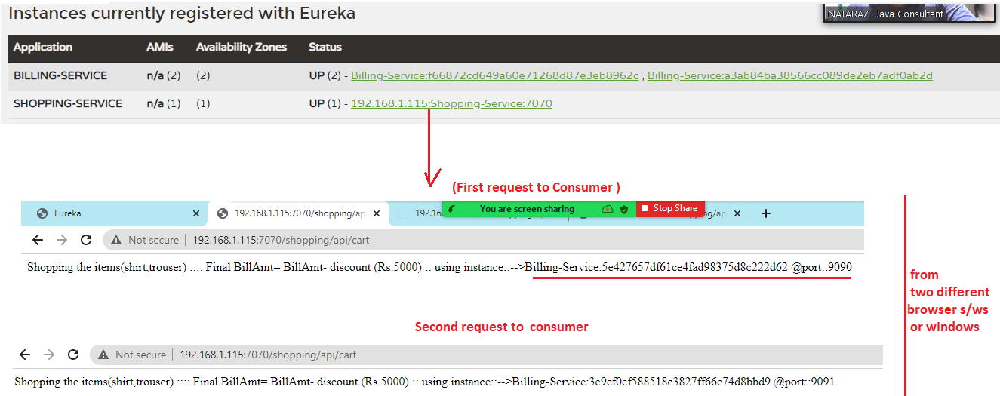 Instances currently registered with Eureka
NATARAZ- Java Consultant
Application AMIs Availability Zones Status
BILLING-SERVICE n/a (2) (2) UP (2) - Billing-Service:f66872cd649a60e71268d87e3eb8962c , Billing-Service:a3ab84ba38566cc089de2eb7adf0ab2d
SHOPPING-SERVICE n/a (1) (1) UP (1) - 192.168.1.115:Shopping-Service:7070
(First request to Consumer )
You are screen sharing Stop Share
Eureka 192.168.1.115:7070/shopping/ap 192.16 g/ap
Not secure 192.168.1.115:7070/shopping/api/cart
Shopping the items(shirt,trouser) :::: Final BillAmt= BillAmt- discount (Rs.5000) :: using instance::-->Billing-Service:5e427657df61ce4fad98375d8c222d62 @port::9090
from
two different
browser s/ws
or windows
Second request to consumer
Not secure 192.168.1.115:7070/shopping/api/cart
Shopping the items(shirt,trouser) :::: Final BillAmt= BillAmt- discount (Rs.5000) :: using instance::-->Billing-Service:3e9ef0ef588518c3827ff66e74d8bbd9 @port::9091